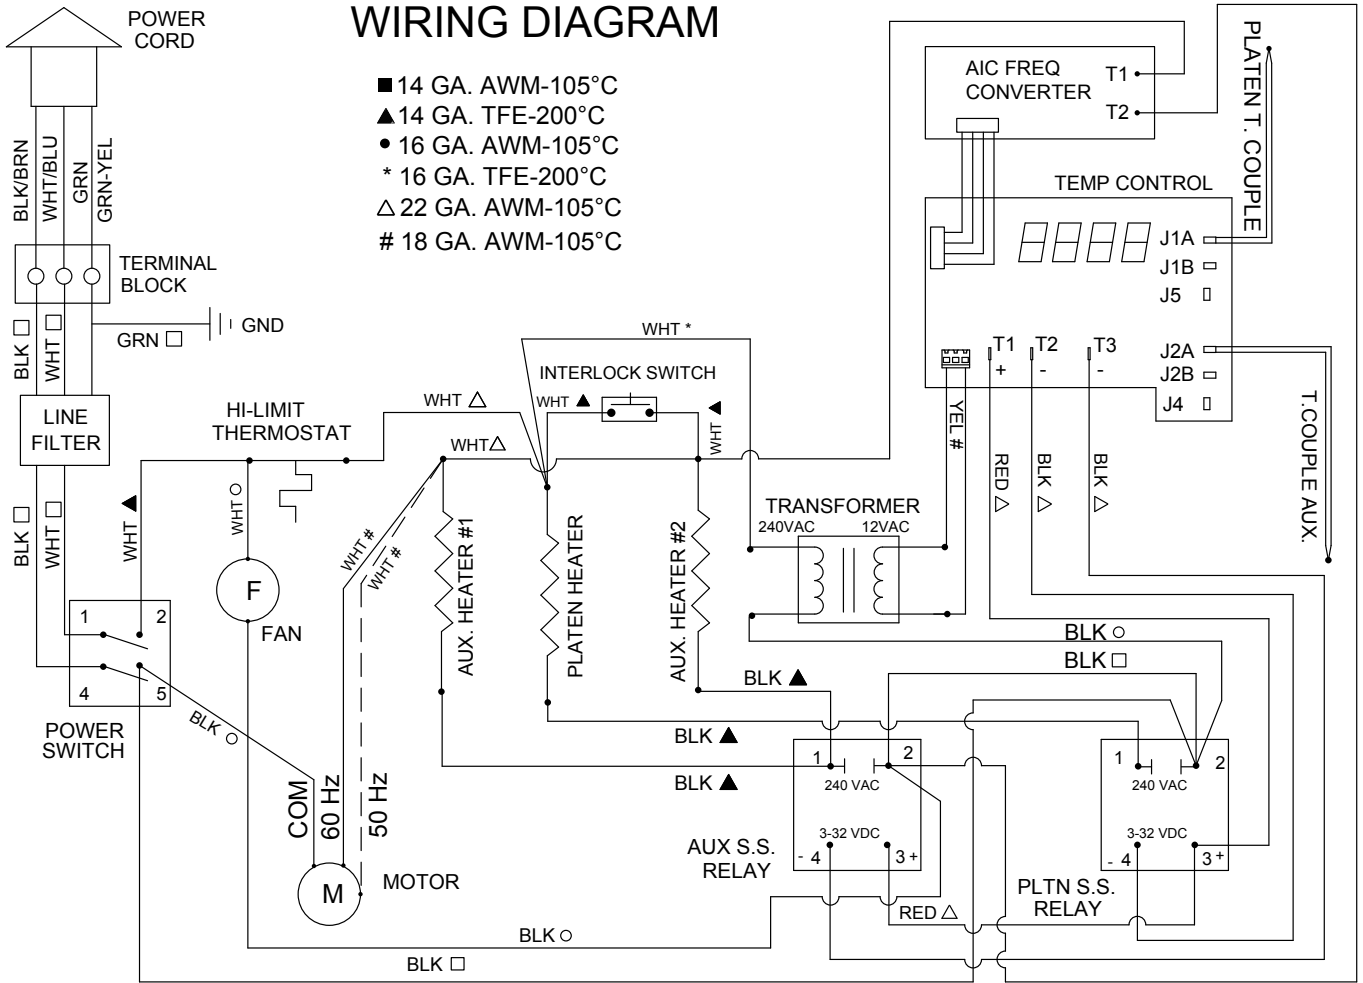 WIRING DIAGRAM
POWER
CORD
■ 14 GA. AWM-105°C
▲ 14 GA. TFE-200°C
● 16 GA. AWM-105°C
* 16 GA. TFE-200°C
△ 22 GA. AWM-105°C
# 18 GA. AWM-105°C
BLK/BRN
WHT/BLU
GRN
GRN-YEL
TERMINAL
BLOCK
BLK □
WHT □
GRN □
GND
LINE
FILTER
BLK □
WHT □
HI-LIMIT
THERMOSTAT
WHT ▲
WHT ○
F
FAN
1
2
4
5
POWER
SWITCH
BLK ○
COM
60 Hz
50 Hz
M
MOTOR
WHT #
WHT #
WHT △
WHT △
WHT *
INTERLOCK SWITCH
WHT ▲
WHT ▲
AUX. HEATER #1
PLATEN HEATER
AUX. HEATER #2
AIC FREQ
CONVERTER
T1
T2
PLATEN T. COUPLE
TEMP CONTROL
J1A
J1B
J5
J2A
J2B
J4
T1
+
T2
-
T3
-
YEL #
RED △
BLK △
BLK △
T.COUPLE AUX.
TRANSFORMER
240VAC
12VAC
BLK ○
BLK □
BLK ▲
BLK ▲
BLK ▲
1
2
240 VAC
3-32 VDC
- 4
3 +
AUX S.S.
RELAY
1
2
240 VAC
3-32 VDC
- 4
3 +
PLTN S.S.
RELAY
RED △
BLK ○
BLK □